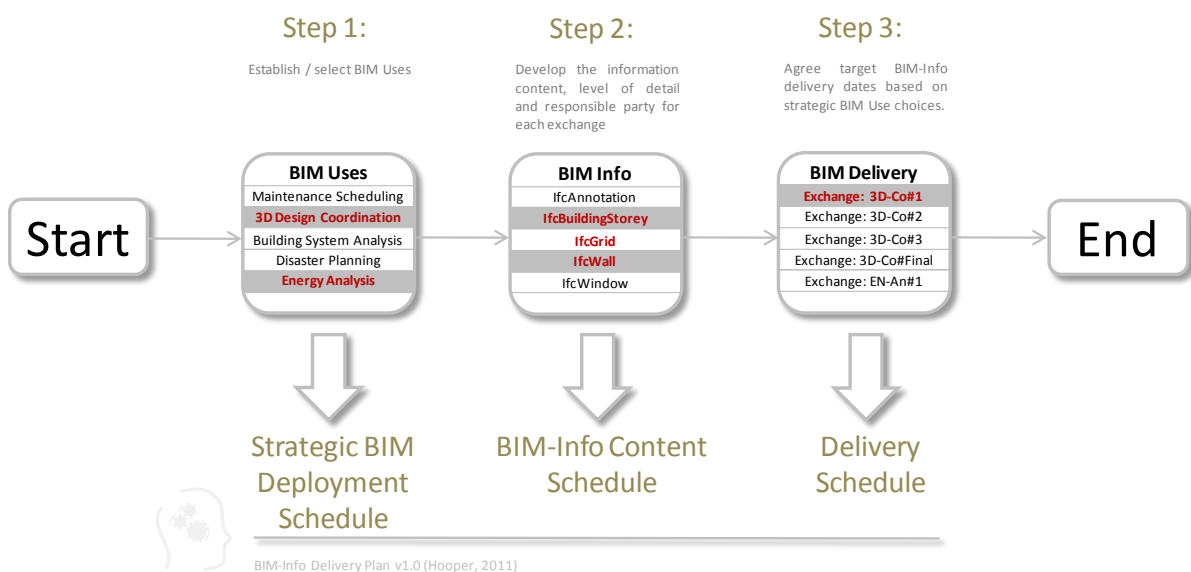 Step 1:
Establish / select BIM Uses
Step 2:
Develop the information
content, level of detail
and responsible party for
each exchange
Step 3:
Agree target BIM-Info
delivery dates based on
strategic BIM Use choices.
Start
BIM Uses
Maintenance Scheduling
3D Design Coordination
Building System Analysis
Disaster Planning
Energy Analysis
BIM Info
IfcAnnotation
IfcBuildingStorey
IfcGrid
IfcWall
IfcWindow
BIM Delivery
Exchange: 3D-Co#1
Exchange: 3D-Co#2
Exchange: 3D-Co#3
Exchange: 3D-Co#Final
Exchange: EN-An#1
End
Strategic BIM
Deployment
Schedule
BIM-Info Content
Schedule
Delivery
Schedule
BIM-Info Delivery Plan v1.0 (Hooper, 2011)